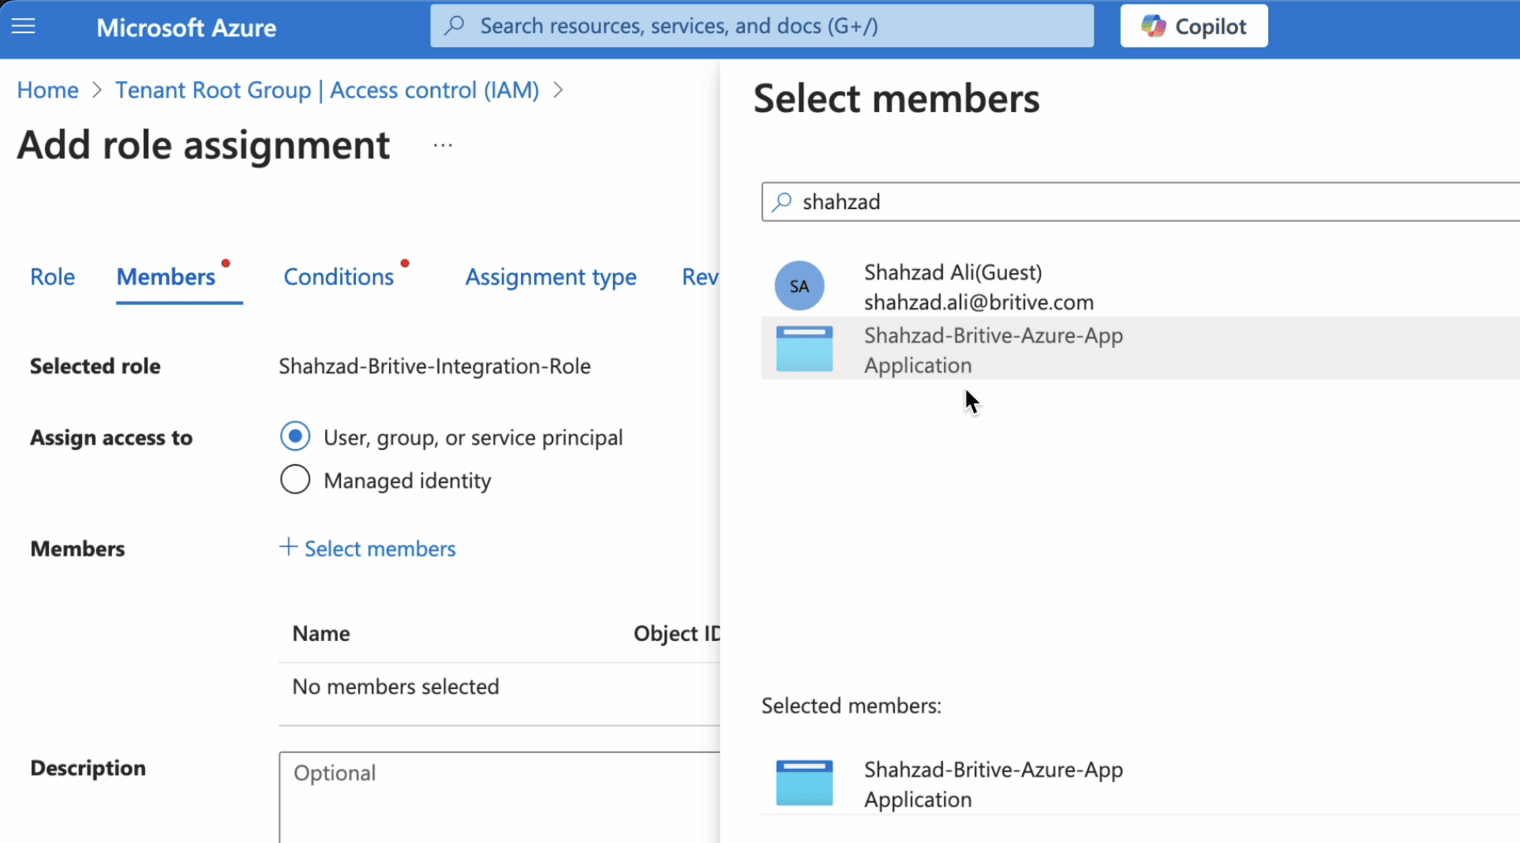 Microsoft Azure
Search resources, services, and docs (G+/)
Copilot
Home > Tenant Root Group | Access control (IAM) >
Add role assignment ...
Role Members Conditions Assignment type Rev
Selected role Shahzad-Britive-Integration-Role
Assign access to User, group, or service principal
Managed identity
Members + Select members
Name Object ID
No members selected
Description Optional
Select members
shahzad
SA
Shahzad Ali(Guest)
shahzad.ali@britive.com
Shahzad-Britive-Azure-App
Application
Selected members:
Shahzad-Britive-Azure-App
Application